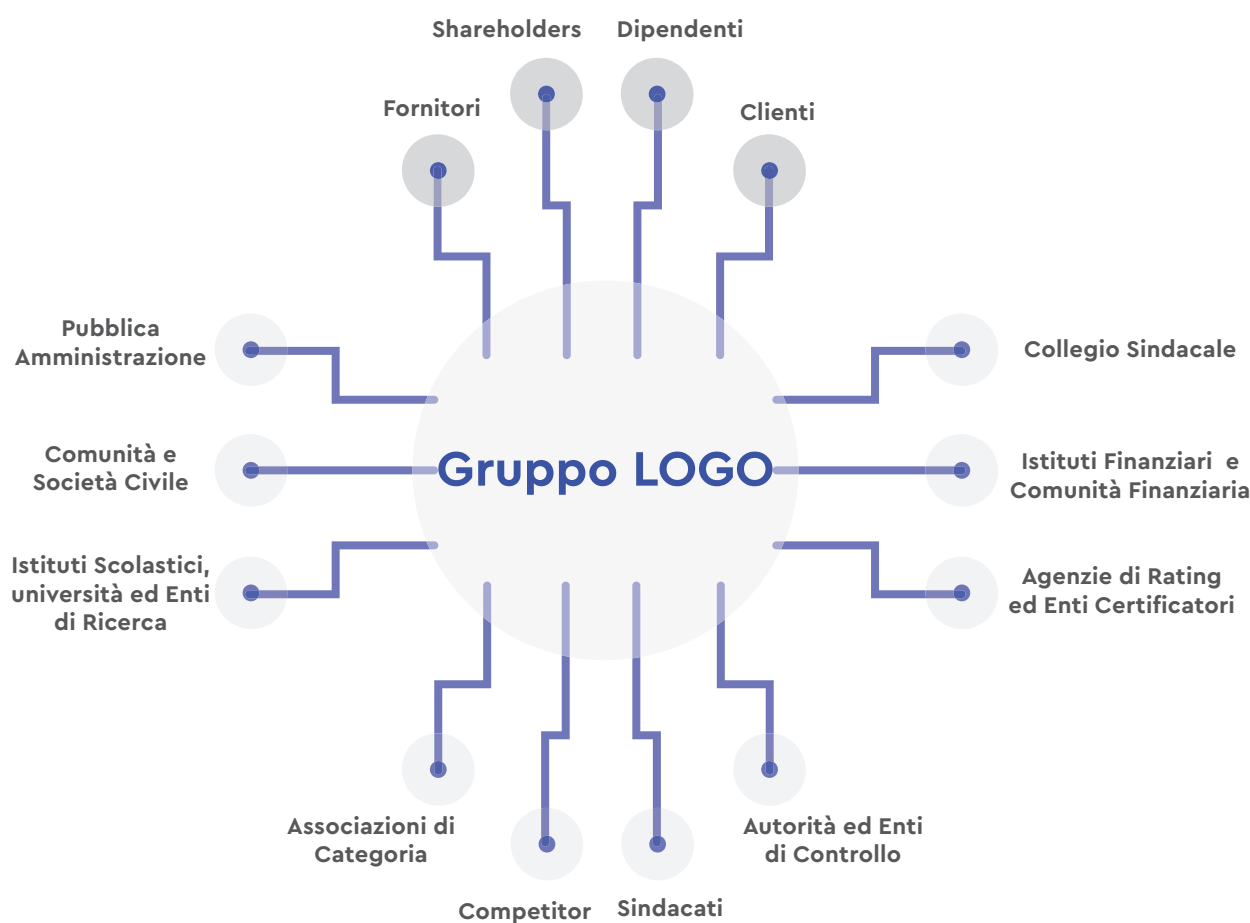 Shareholders
Dipendenti
Fornitori
Clienti
Pubblica
Amministrazione
Collegio Sindacale
Comunità e
Società Civile
Gruppo LOGO
Istituti Finanziari e
Comunità Finanziaria
Istituti Scolastici,
università ed Enti
di Ricerca
Agenzie di Rating
ed Enti Certificatori
Associazioni di
Categoria
Autorità ed Enti
di Controllo
Competitor
Sindacati